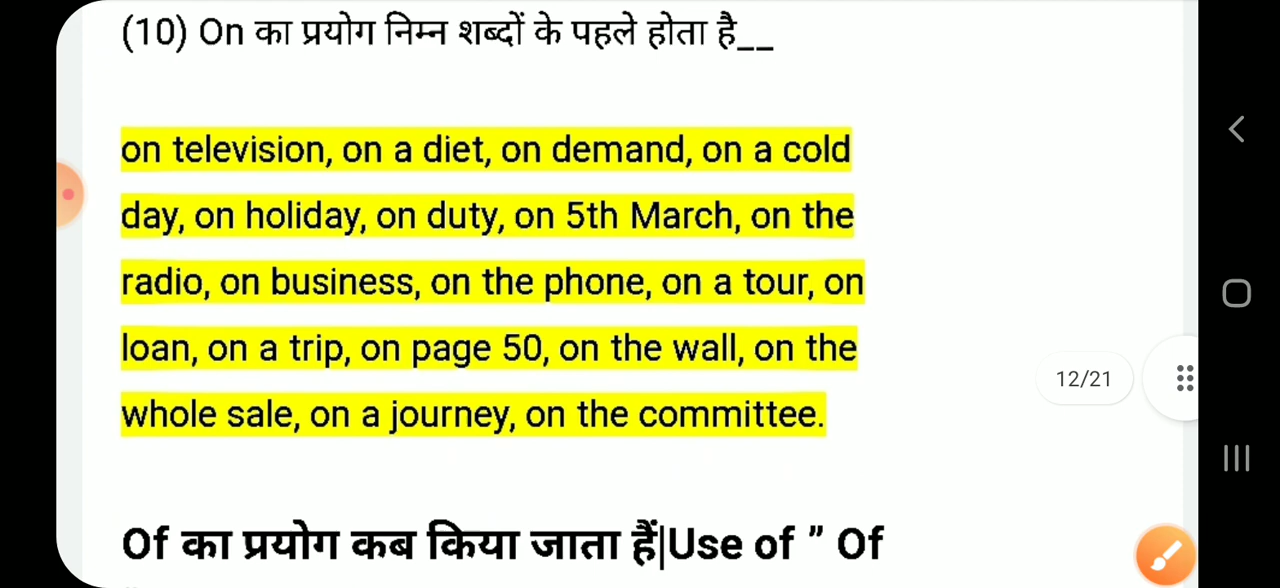 (10) On का प्रयोग निम्न शब्दों के पहले होता है__
on television, on a diet, on demand, on a cold
day, on holiday, on duty, on 5th March, on the
radio, on business, on the phone, on a tour, on
loan, on a trip, on page 50, on the wall, on the
whole sale, on a journey, on the committee.
12/21
Of का प्रयोग कब किया जाता हैं|Use of ” Of